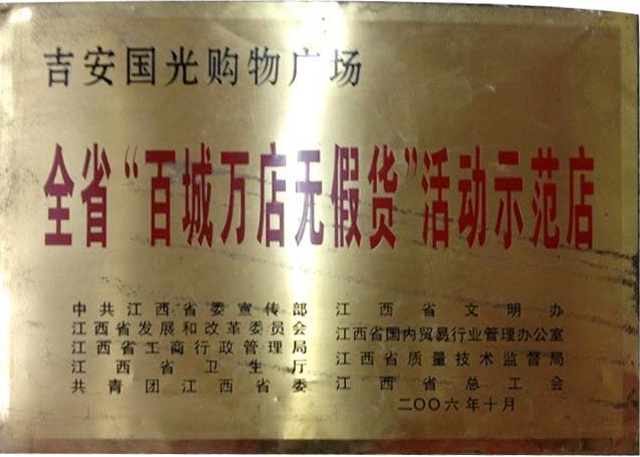 吉安国光购物广场
全省“百城万店无假货”活动示范店
中共江西省委宣传部 江西省文明办
江西省发展和改革委员会 江西省国内贸易行业管理办公室
江西省工商行政管理局 江西省质量技术监督局
江西省卫生厅 江西省总工会
共青团江西省委
二〇〇六年十月